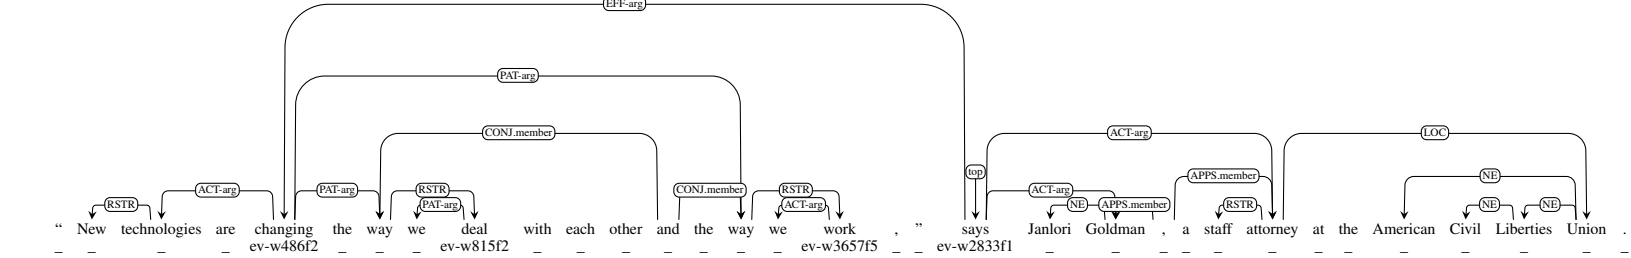 EFF-arg
PAT-arg
CONJ.member ACT-arg LOC
top
APPS.member NE
ACT-arg PAT-arg RSTR CONJ.member RSTR ACT-arg
RSTR PAT-arg ACT-arg NE APPS.member RSTR NE NE
“ New technologies are changing the way we deal with each other and the way we work , ” says Janlori Goldman , a staff attorney at the American Civil Liberties Union .
ev-w486f2 ev-w815f2 ev-w3657f5 ev-w2833f1
_ _ _ _ _ _ _ _ _ _ _ _ _ _ _ _ _ _ _ _ _ _ _ _ _ _ _